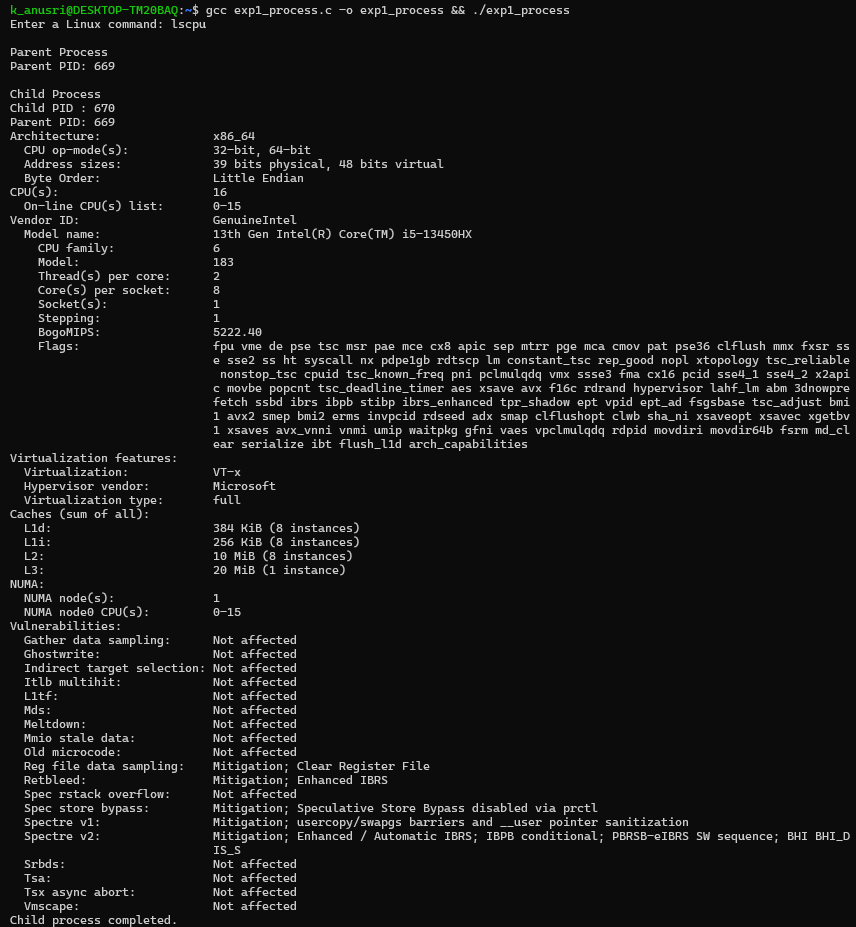 k_anusri@DESKTOP-TM20BAQ:~$ gcc exp1_process.c -o exp1_process && ./exp1_process
Enter a Linux command: lscpu

Parent Process
Parent PID: 669

Child Process
Child PID : 670
Parent PID: 669
Architecture:                x86_64
  CPU op-mode(s):            32-bit, 64-bit
  Address sizes:             39 bits physical, 48 bits virtual
  Byte Order:                Little Endian
CPU(s):                      16
  On-line CPU(s) list:       0-15
Vendor ID:                   GenuineIntel
  Model name:                13th Gen Intel(R) Core(TM) i5-13450HX
    CPU family:              6
    Model:                   183
    Thread(s) per core:      2
    Core(s) per socket:      8
    Socket(s):               1
    Stepping:                1
    BogoMIPS:                5222.40
    Flags:                   fpu vme de pse tsc msr pae mce cx8 apic sep mtrr pge mca cmov pat pse36 clflush mmx fxsr ss
                             e sse2 ss ht syscall nx pdpe1gb rdtscp lm constant_tsc rep_good nopl xtopology tsc_reliable
                              nonstop_tsc cpuid tsc_known_freq pni pclmulqdq vmx ssse3 fma cx16 pcid sse4_1 sse4_2 x2api
                             c movbe popcnt tsc_deadline_timer aes xsave avx f16c rdrand hypervisor lahf_lm abm 3dnowpre
                             fetch ssbd ibrs ibpb stibp ibrs_enhanced tpr_shadow ept vpid ept_ad fsgsbase tsc_adjust bmi
                             1 avx2 smep bmi2 erms invpcid rdseed adx smap clflushopt clwb sha_ni xsaveopt xsavec xgetbv
                             1 xsaves avx_vnni vnmi umip waitpkg gfni vaes vpclmulqdq rdpid movdiri movdir64b fsrm md_cl
                             ear serialize ibt flush_l1d arch_capabilities
Virtualization features:
  Virtualization:            VT-x
  Hypervisor vendor:         Microsoft
  Virtualization type:       full
Caches (sum of all):
  L1d:                       384 KiB (8 instances)
  L1i:                       256 KiB (8 instances)
  L2:                        10 MiB (8 instances)
  L3:                        20 MiB (1 instance)
NUMA:
  NUMA node(s):              1
  NUMA node0 CPU(s):         0-15
Vulnerabilities:
  Gather data sampling:      Not affected
  Ghostwrite:                Not affected
  Indirect target selection: Not affected
  Itlb multihit:             Not affected
  L1tf:                      Not affected
  Mds:                       Not affected
  Meltdown:                  Not affected
  Mmio stale data:           Not affected
  Old microcode:             Not affected
  Reg file data sampling:    Mitigation; Clear Register File
  Retbleed:                  Mitigation; Enhanced IBRS
  Spec rstack overflow:      Not affected
  Spec store bypass:         Mitigation; Speculative Store Bypass disabled via prctl
  Spectre v1:                Mitigation; usercopy/swapgs barriers and __user pointer sanitization
  Spectre v2:                Mitigation; Enhanced / Automatic IBRS; IBPB conditional; PBRSB-eIBRS SW sequence; BHI BHI_D
                             IS_S
  Srbds:                     Not affected
  Tsa:                       Not affected
  Tsx async abort:           Not affected
  Vmscape:                   Not affected
Child process completed.